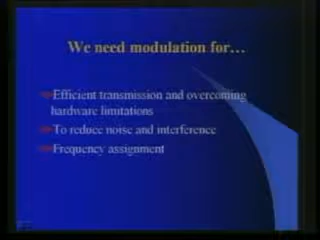 We need modulation for…
Efficient transmission and overcoming
hardware limitations
To reduce noise and interference
Frequency assignment